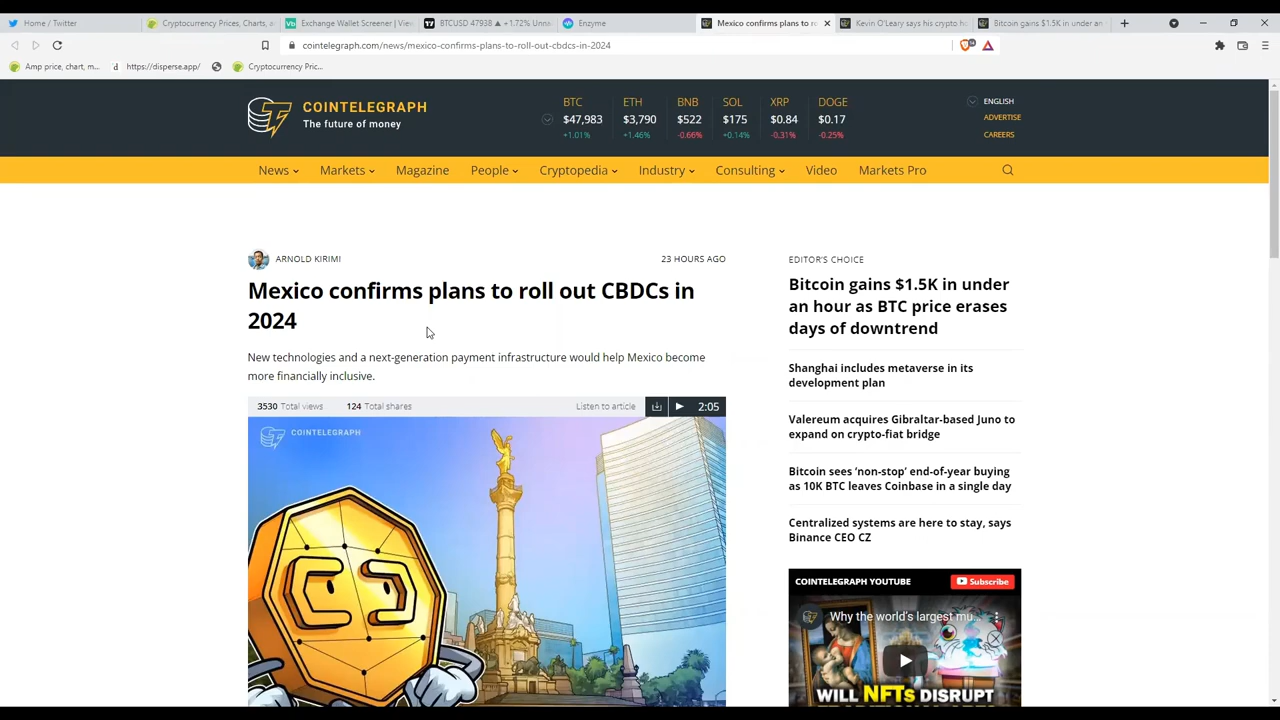 Home / Twitter
Cryptocurrency Prices, Charts, a
Exchange Wallet Screener | View
BTCUSD 47938 ▲ +1.72% Unna
Enzyme
Mexico confirms plans to r
Kevin O'Leary says his crypto h
Bitcoin gains $1.5K in under an
cointelegraph.com/news/mexico-confirms-plans-to-roll-out-cbdcs-in-2024
Amp price, chart, m...
https://disperse.app/
Cryptocurrency Pric...
COINTELEGRAPH
The future of money
BTC ETH BNB SOL XRP DOGE
$47,983 $3,790 $522 $175 $0.84 $0.17
+1.01% +1.46% -0.66% +0.14% -0.31% -0.25%
ENGLISH
ADVERTISE
CAREERS
News Markets Magazine People Cryptopedia Industry Consulting Video Markets Pro
ARNOLD KIRIMI
23 HOURS AGO
Mexico confirms plans to roll out CBDCs in
2024
New technologies and a next-generation payment infrastructure would help Mexico become
more financially inclusive.
3530 Total views 124 Total shares
Listen to article
2:05
COINTELEGRAPH
EDITOR'S CHOICE
Bitcoin gains $1.5K in under
an hour as BTC price erases
days of downtrend
Shanghai includes metaverse in its
development plan
Valereum acquires Gibraltar-based Juno to
expand on crypto-fiat bridge
Bitcoin sees ‘non-stop’ end-of-year buying
as 10K BTC leaves Coinbase in a single day
Centralized systems are here to stay, says
Binance CEO CZ
COINTELEGRAPH YOUTUBE
Subscribe
Why the world's largest mu...
WILL NFTs DISRUPT